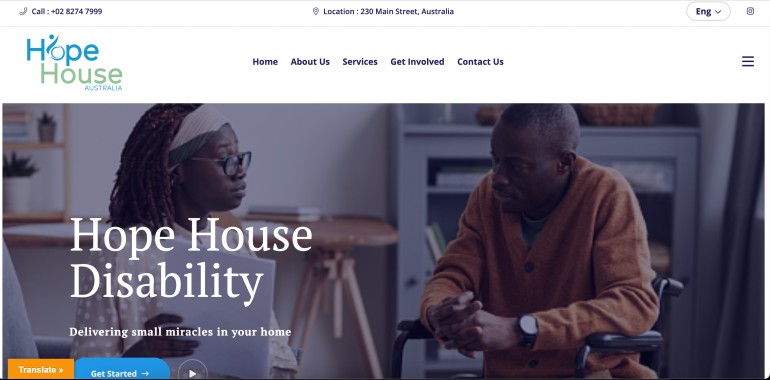 Call : +02 8274 7999
Location : 230 Main Street, Australia
Eng
Hope
House
AUSTRALIA
Home About Us Services Get Involved Contact Us
Hope House
Disability
Delivering small miracles in your home
Translate »
Get Started →